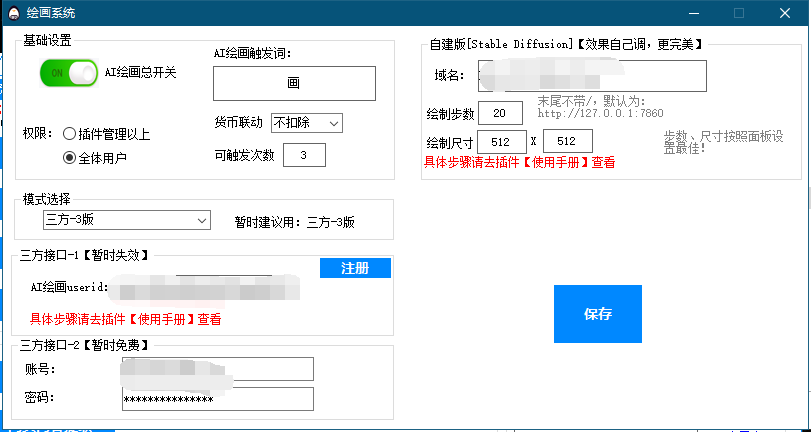 绘画系统
基础设置
ON
AI绘画总开关
AI绘画触发词:
画
权限:
插件管理以上
全体用户
货币联动
不扣除
可触发次数
3
模式选择
三方-3版
暂时建议用: 三方-3版
三方接口-1【暂时失效】
注册
AI绘画userid:
具体步骤请去插件【使用手册】查看
三方接口-2【暂时免费】
账号:
密码:
***************
自建版[Stable Diffusion]【效果自己调, 更完美】
域名:
末尾不带/, 默认为:
http://127.0.0.1:7860
绘制步数
20
绘制尺寸
512 X 512
步数、尺寸按照面板设
置最佳!
具体步骤请去插件【使用手册】查看
保存